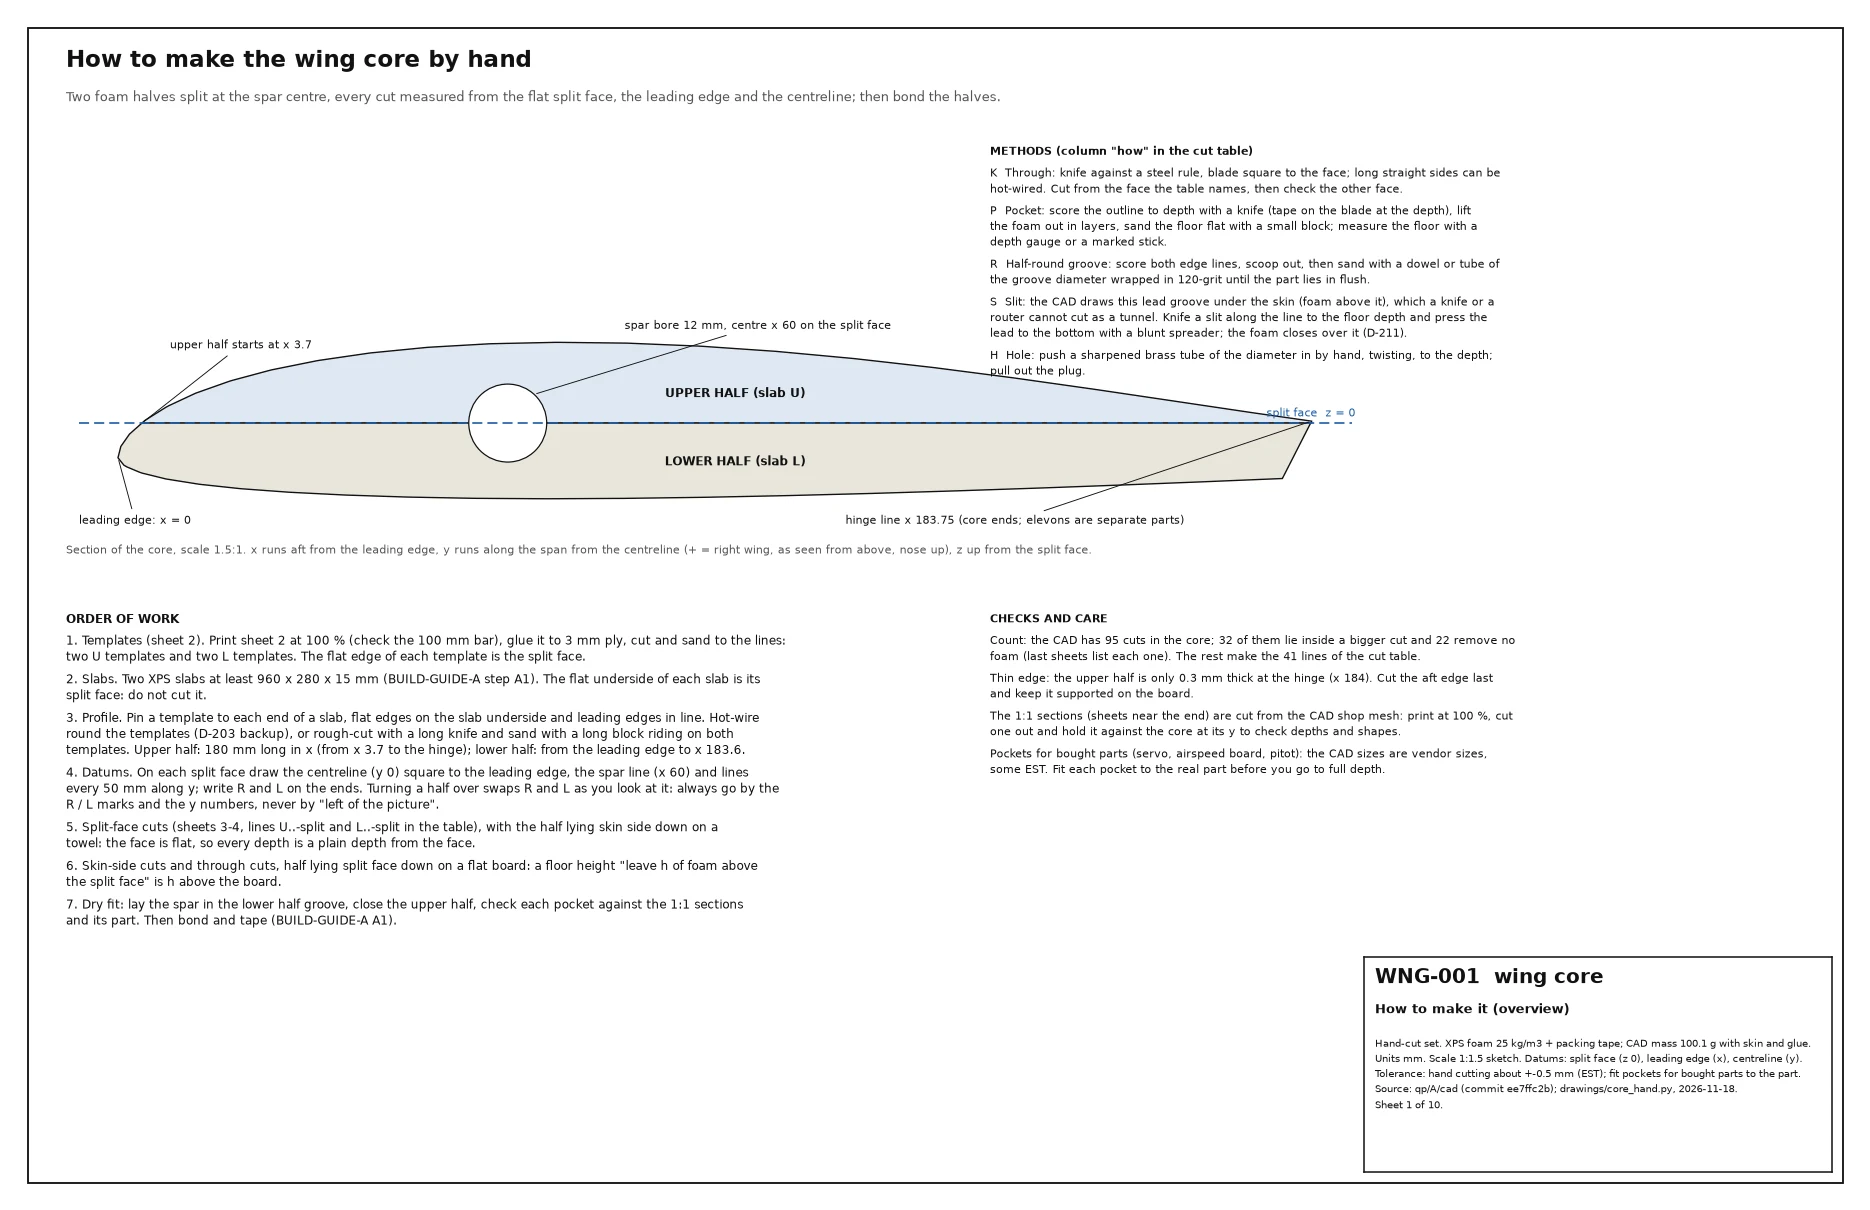 How to make the wing core by hand
Two foam halves split at the spar centre, every cut measured from the flat split face, the leading edge and the centreline; then bond the halves.
METHODS (column "how" in the cut table)
K  Through: knife against a steel rule, blade square to the face; long straight sides can be
hot-wired. Cut from the face the table names, then check the other face.
P  Pocket: score the outline to depth with a knife (tape on the blade at the depth), lift
the foam out in layers, sand the floor flat with a small block; measure the floor with a
depth gauge or a marked stick.
R  Half-round groove: score both edge lines, scoop out, then sand with a dowel or tube of
the groove diameter wrapped in 120-grit until the part lies in flush.
S  Slit: the CAD draws this lead groove under the skin (foam above it), which a knife or a
router cannot cut as a tunnel. Knife a slit along the line to the floor depth and press the
lead to the bottom with a blunt spreader; the foam closes over it (D-211).
H  Hole: push a sharpened brass tube of the diameter in by hand, twisting, to the depth;
pull out the plug.
spar bore 12 mm, centre x 60 on the split face
upper half starts at x 3.7
UPPER HALF (slab U)
split face  z = 0
LOWER HALF (slab L)
leading edge: x = 0
hinge line x 183.75 (core ends; elevons are separate parts)
Section of the core, scale 1.5:1. x runs aft from the leading edge, y runs along the span from the centreline (+ = right wing, as seen from above, nose up), z up from the split face.
ORDER OF WORK
1. Templates (sheet 2). Print sheet 2 at 100 % (check the 100 mm bar), glue it to 3 mm ply, cut and sand to the lines:
two U templates and two L templates. The flat edge of each template is the split face.
2. Slabs. Two XPS slabs at least 960 x 280 x 15 mm (BUILD-GUIDE-A step A1). The flat underside of each slab is its
split face: do not cut it.
3. Profile. Pin a template to each end of a slab, flat edges on the slab underside and leading edges in line. Hot-wire
round the templates (D-203 backup), or rough-cut with a long knife and sand with a long block riding on both
templates. Upper half: 180 mm long in x (from x 3.7 to the hinge); lower half: from the leading edge to x 183.6.
4. Datums. On each split face draw the centreline (y 0) square to the leading edge, the spar line (x 60) and lines
every 50 mm along y; write R and L on the ends. Turning a half over swaps R and L as you look at it: always go by the
R / L marks and the y numbers, never by "left of the picture".
5. Split-face cuts (sheets 3-4, lines U..-split and L..-split in the table), with the half lying skin side down on a
towel: the face is flat, so every depth is a plain depth from the face.
6. Skin-side cuts and through cuts, half lying split face down on a flat board: a floor height "leave h of foam above
the split face" is h above the board.
7. Dry fit: lay the spar in the lower half groove, close the upper half, check each pocket against the 1:1 sections
and its part. Then bond and tape (BUILD-GUIDE-A A1).
CHECKS AND CARE
Count: the CAD has 95 cuts in the core; 32 of them lie inside a bigger cut and 22 remove no
foam (last sheets list each one). The rest make the 41 lines of the cut table.
Thin edge: the upper half is only 0.3 mm thick at the hinge (x 184). Cut the aft edge last
and keep it supported on the board.
The 1:1 sections (sheets near the end) are cut from the CAD shop mesh: print at 100 %, cut
one out and hold it against the core at its y to check depths and shapes.
Pockets for bought parts (servo, airspeed board, pitot): the CAD sizes are vendor sizes,
some EST. Fit each pocket to the real part before you go to full depth.
WNG-001  wing core
How to make it (overview)
Hand-cut set. XPS foam 25 kg/m3 + packing tape; CAD mass 100.1 g with skin and glue.
Units mm. Scale 1:1.5 sketch. Datums: split face (z 0), leading edge (x), centreline (y).
Tolerance: hand cutting about +-0.5 mm (EST); fit pockets for bought parts to the part.
Source: qp/A/cad (commit ee7ffc2b); drawings/core_hand.py, 2026-11-18.
Sheet 1 of 10.